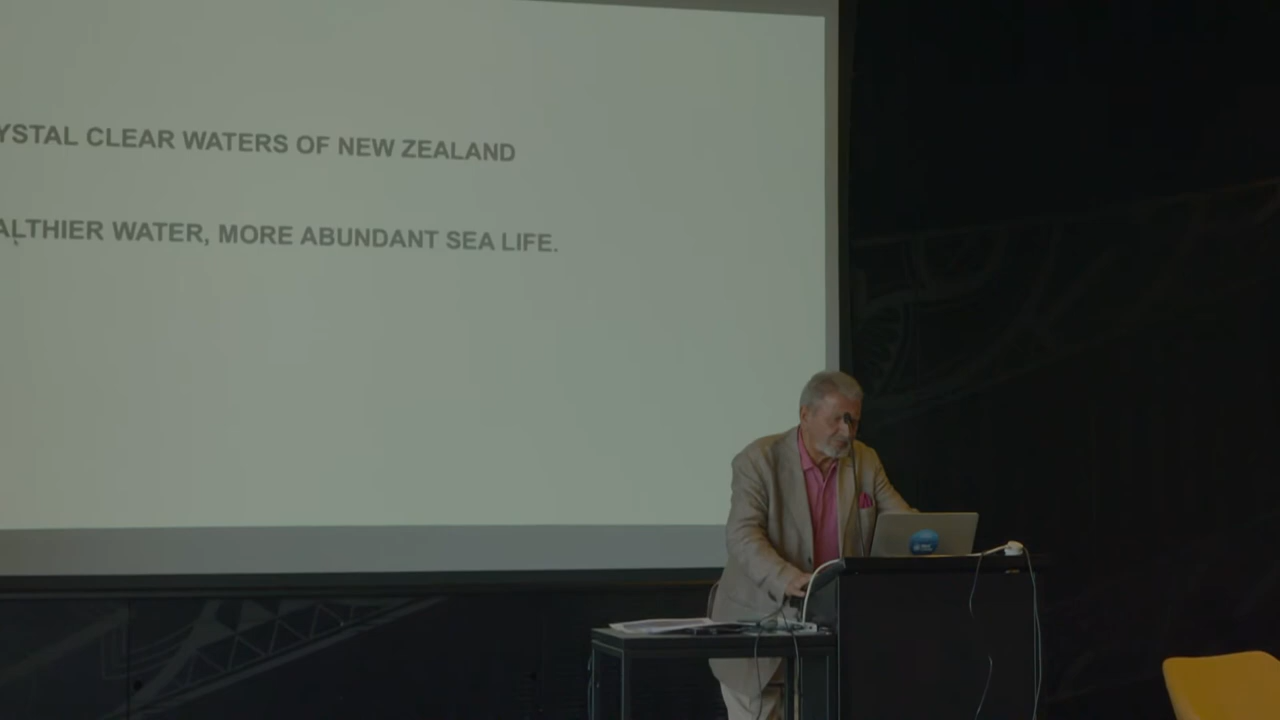 YSTAL CLEAR WATERS OF NEW ZEALAND
ALTHIER WATER, MORE ABUNDANT SEA LIFE.